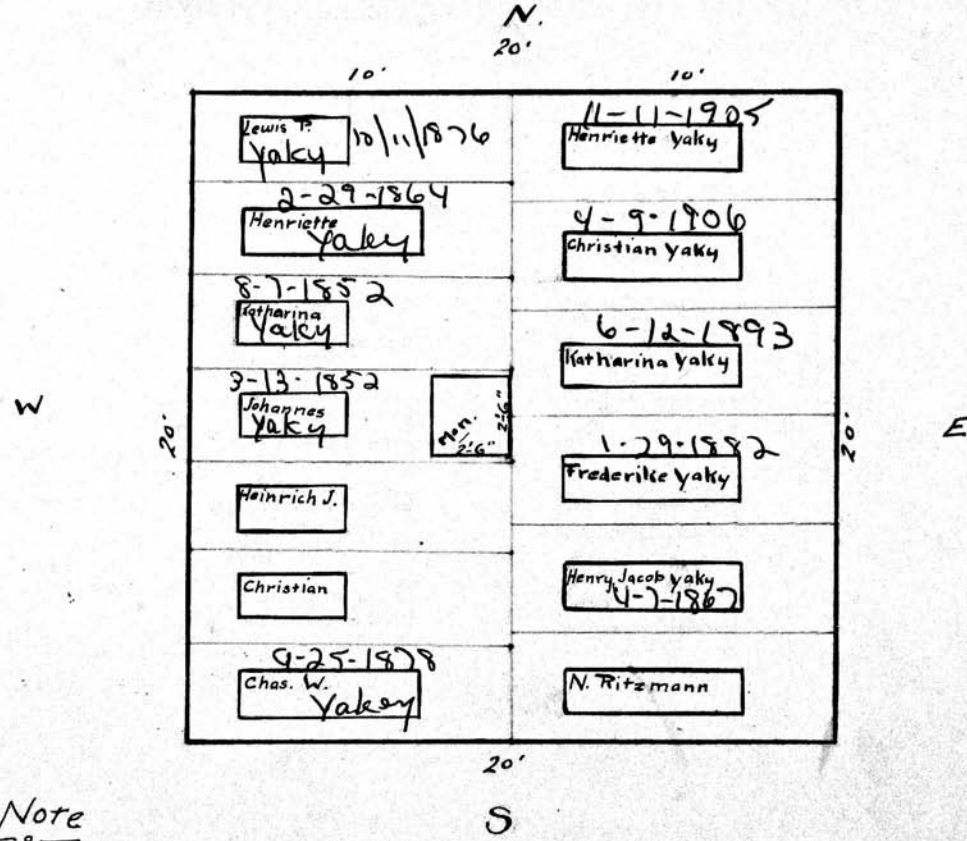 N.
20'
10'
10'
Lewis P.
Yaky
10/11/1876
2-29-1864
Henriette
Yaky
8-7-1852
Katharina
Yaky
3-13-1852
Johannes
Yaky
Heinrich J.
Christian
9-25-1878
Chas. W.
Yakey
Mon.
2'-6"
2'-6"
11-11-1905
Henriette Yaky
4-9-1906
Christian Yaky
6-12-1893
Katharina Yaky
1-29-1882
Frederike Yaky
Henry Jacob Yaky
4-7-1867
N. Ritzmann
W
20'
20'
E
20'
S
Note